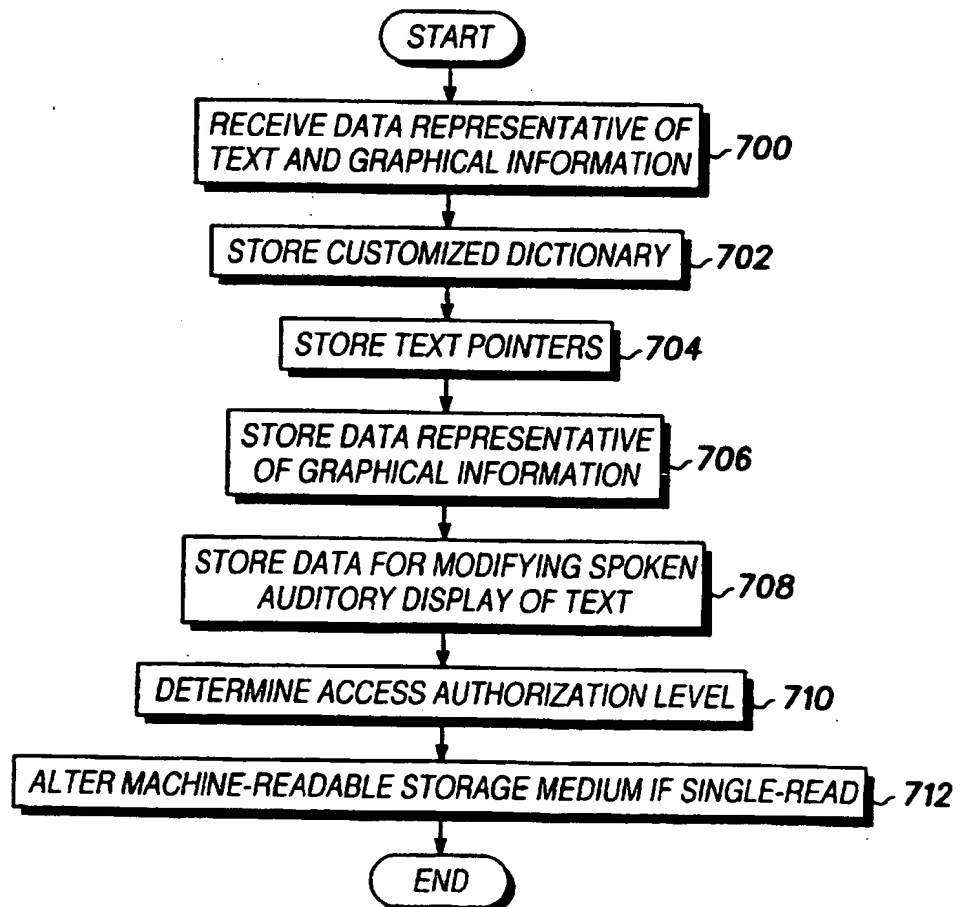 START
RECEIVE DATA REPRESENTATIVE OF
TEXT AND GRAPHICAL INFORMATION
700
STORE CUSTOMIZED DICTIONARY
702
STORE TEXT POINTERS
704
STORE DATA REPRESENTATIVE
OF GRAPHICAL INFORMATION
706
STORE DATA FOR MODIFYING SPOKEN
AUDITORY DISPLAY OF TEXT
708
DETERMINE ACCESS AUTHORIZATION LEVEL
710
ALTER MACHINE-READABLE STORAGE MEDIUM IF SINGLE-READ
712
END